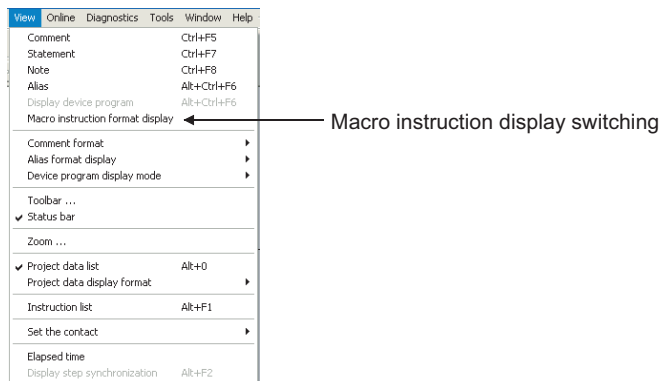 View Online Diagnostics Tools Window Help
Comment Ctrl+F5
Statement Ctrl+F7
Note Ctrl+F8
Alias Alt+Ctrl+F6
Display device program Alt+Ctrl+F6
Macro instruction format display
Macro instruction display switching
Comment format
Alias format display
Device program display mode
Toolbar ...
Status bar
Zoom ...
Project data list Alt+0
Project data display format
Instruction list Alt+F1
Set the contact
Elapsed time
Display step synchronization Alt+F2